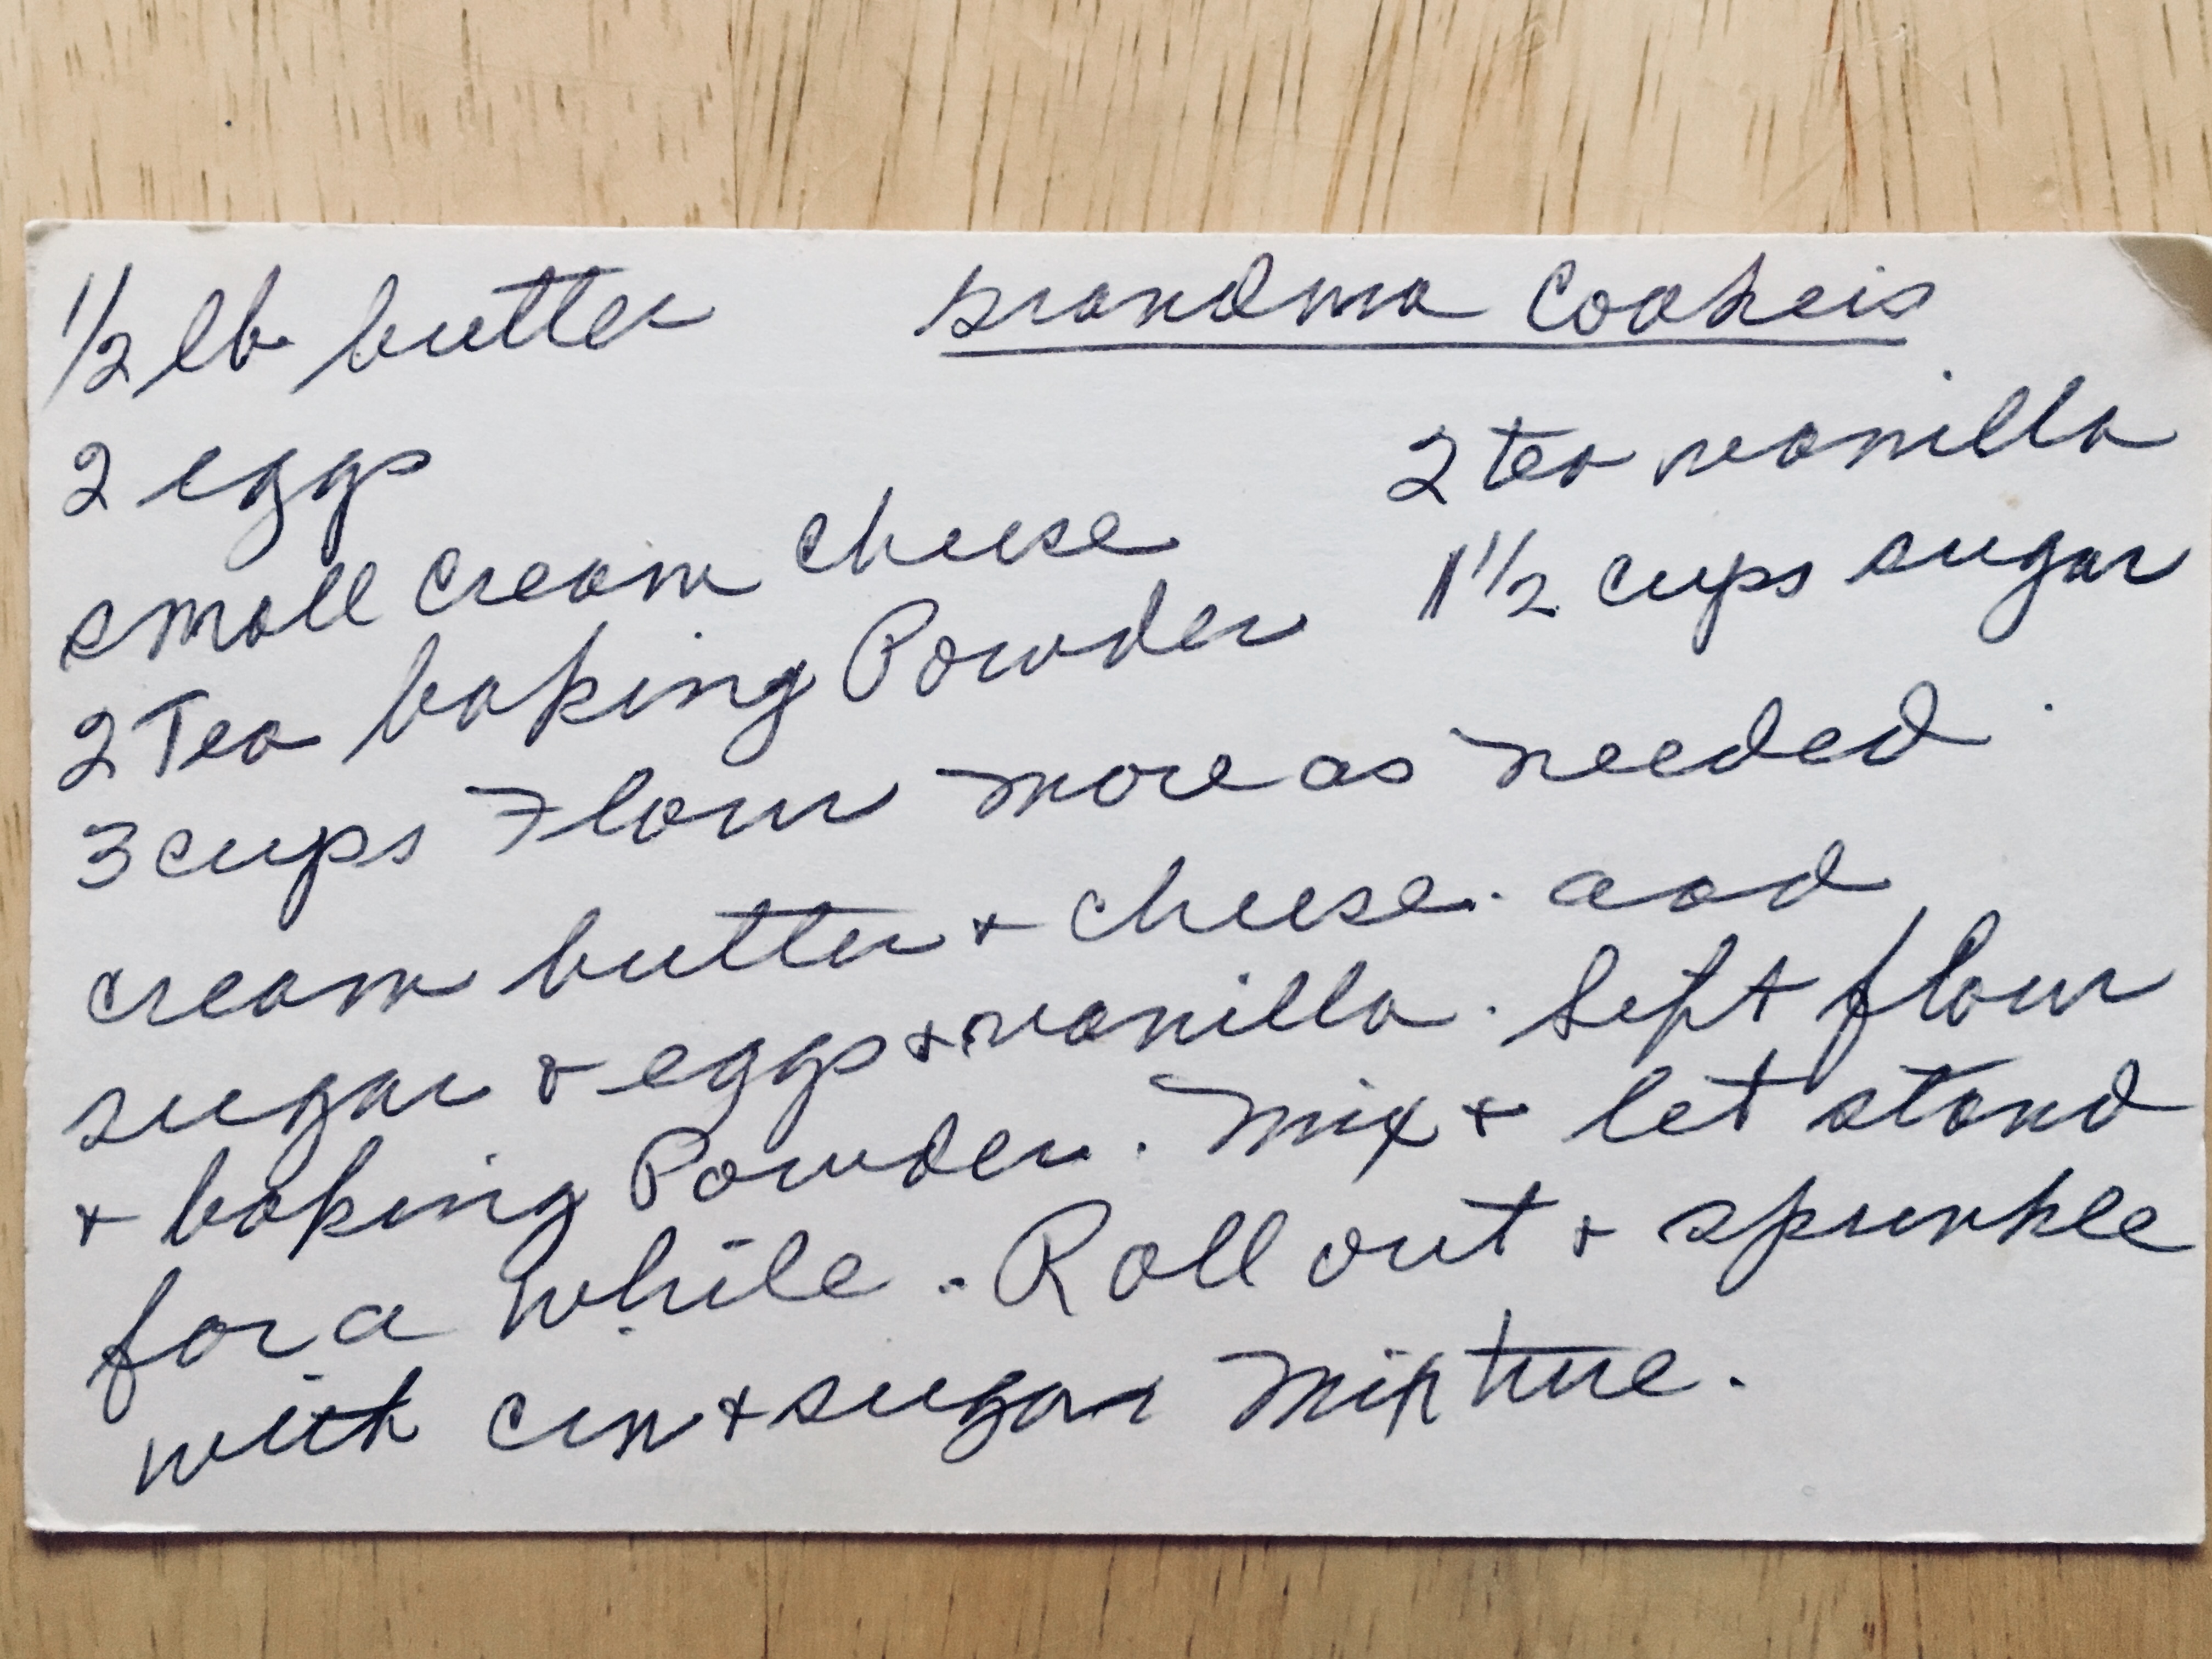 Grandma Cookeis
1/2 lb butter
2 eggs
2 tea vanilla
small cream cheese
1 1/2 cups sugar
2 Tea baking Powder
3 cups Flour more as needed
cream butter + cheese. add
sugar + eggs + vanilla. Sift flour
+ baking Powder. Mix + let stand
for a while. Roll out + sprinkle
with cin + sugar mixture.